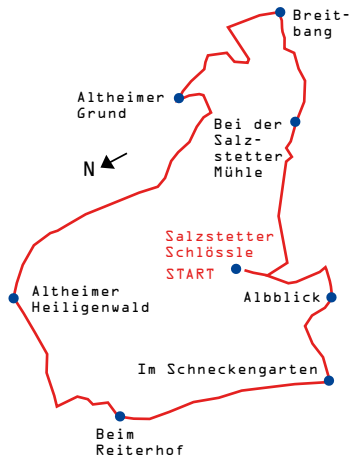 Breit-
bang
Altheimer
Grund
Bei der
Salz-
stetter
Mühle
N
Salzstetter
Schlössle
START
Altheimer
Heiligenwald
Albblick
Im Schneckengarten
Beim
Reiterhof